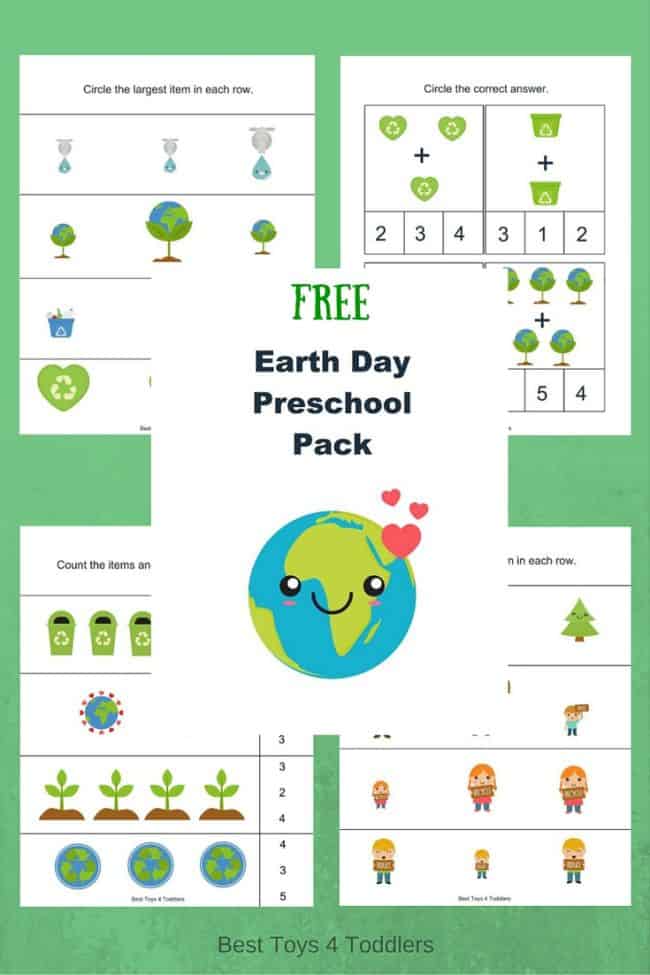 Circle the largest item in each row.
Circle the correct answer.
+
+
2 3 4 3 1 2
+
5 4
FREE
Earth Day
Preschool
Pack
Count the items an
n in each row.
3
3
2
4
4
3
5
Best Toys 4 Toddlers
Best Toys 4 Toddlers
Best Toys 4 Toddlers